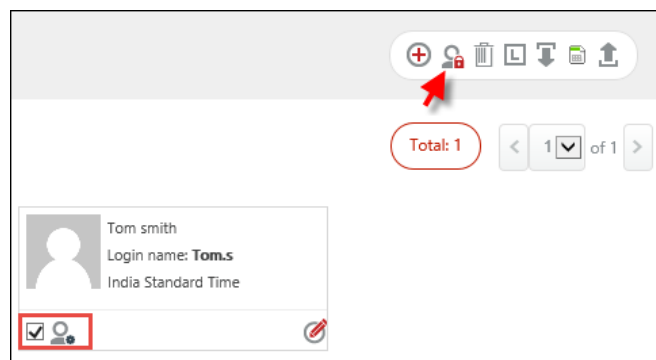 L
Total: 1
< 1 of 1 >
Tom smith
Login name: Tom.s
India Standard Time